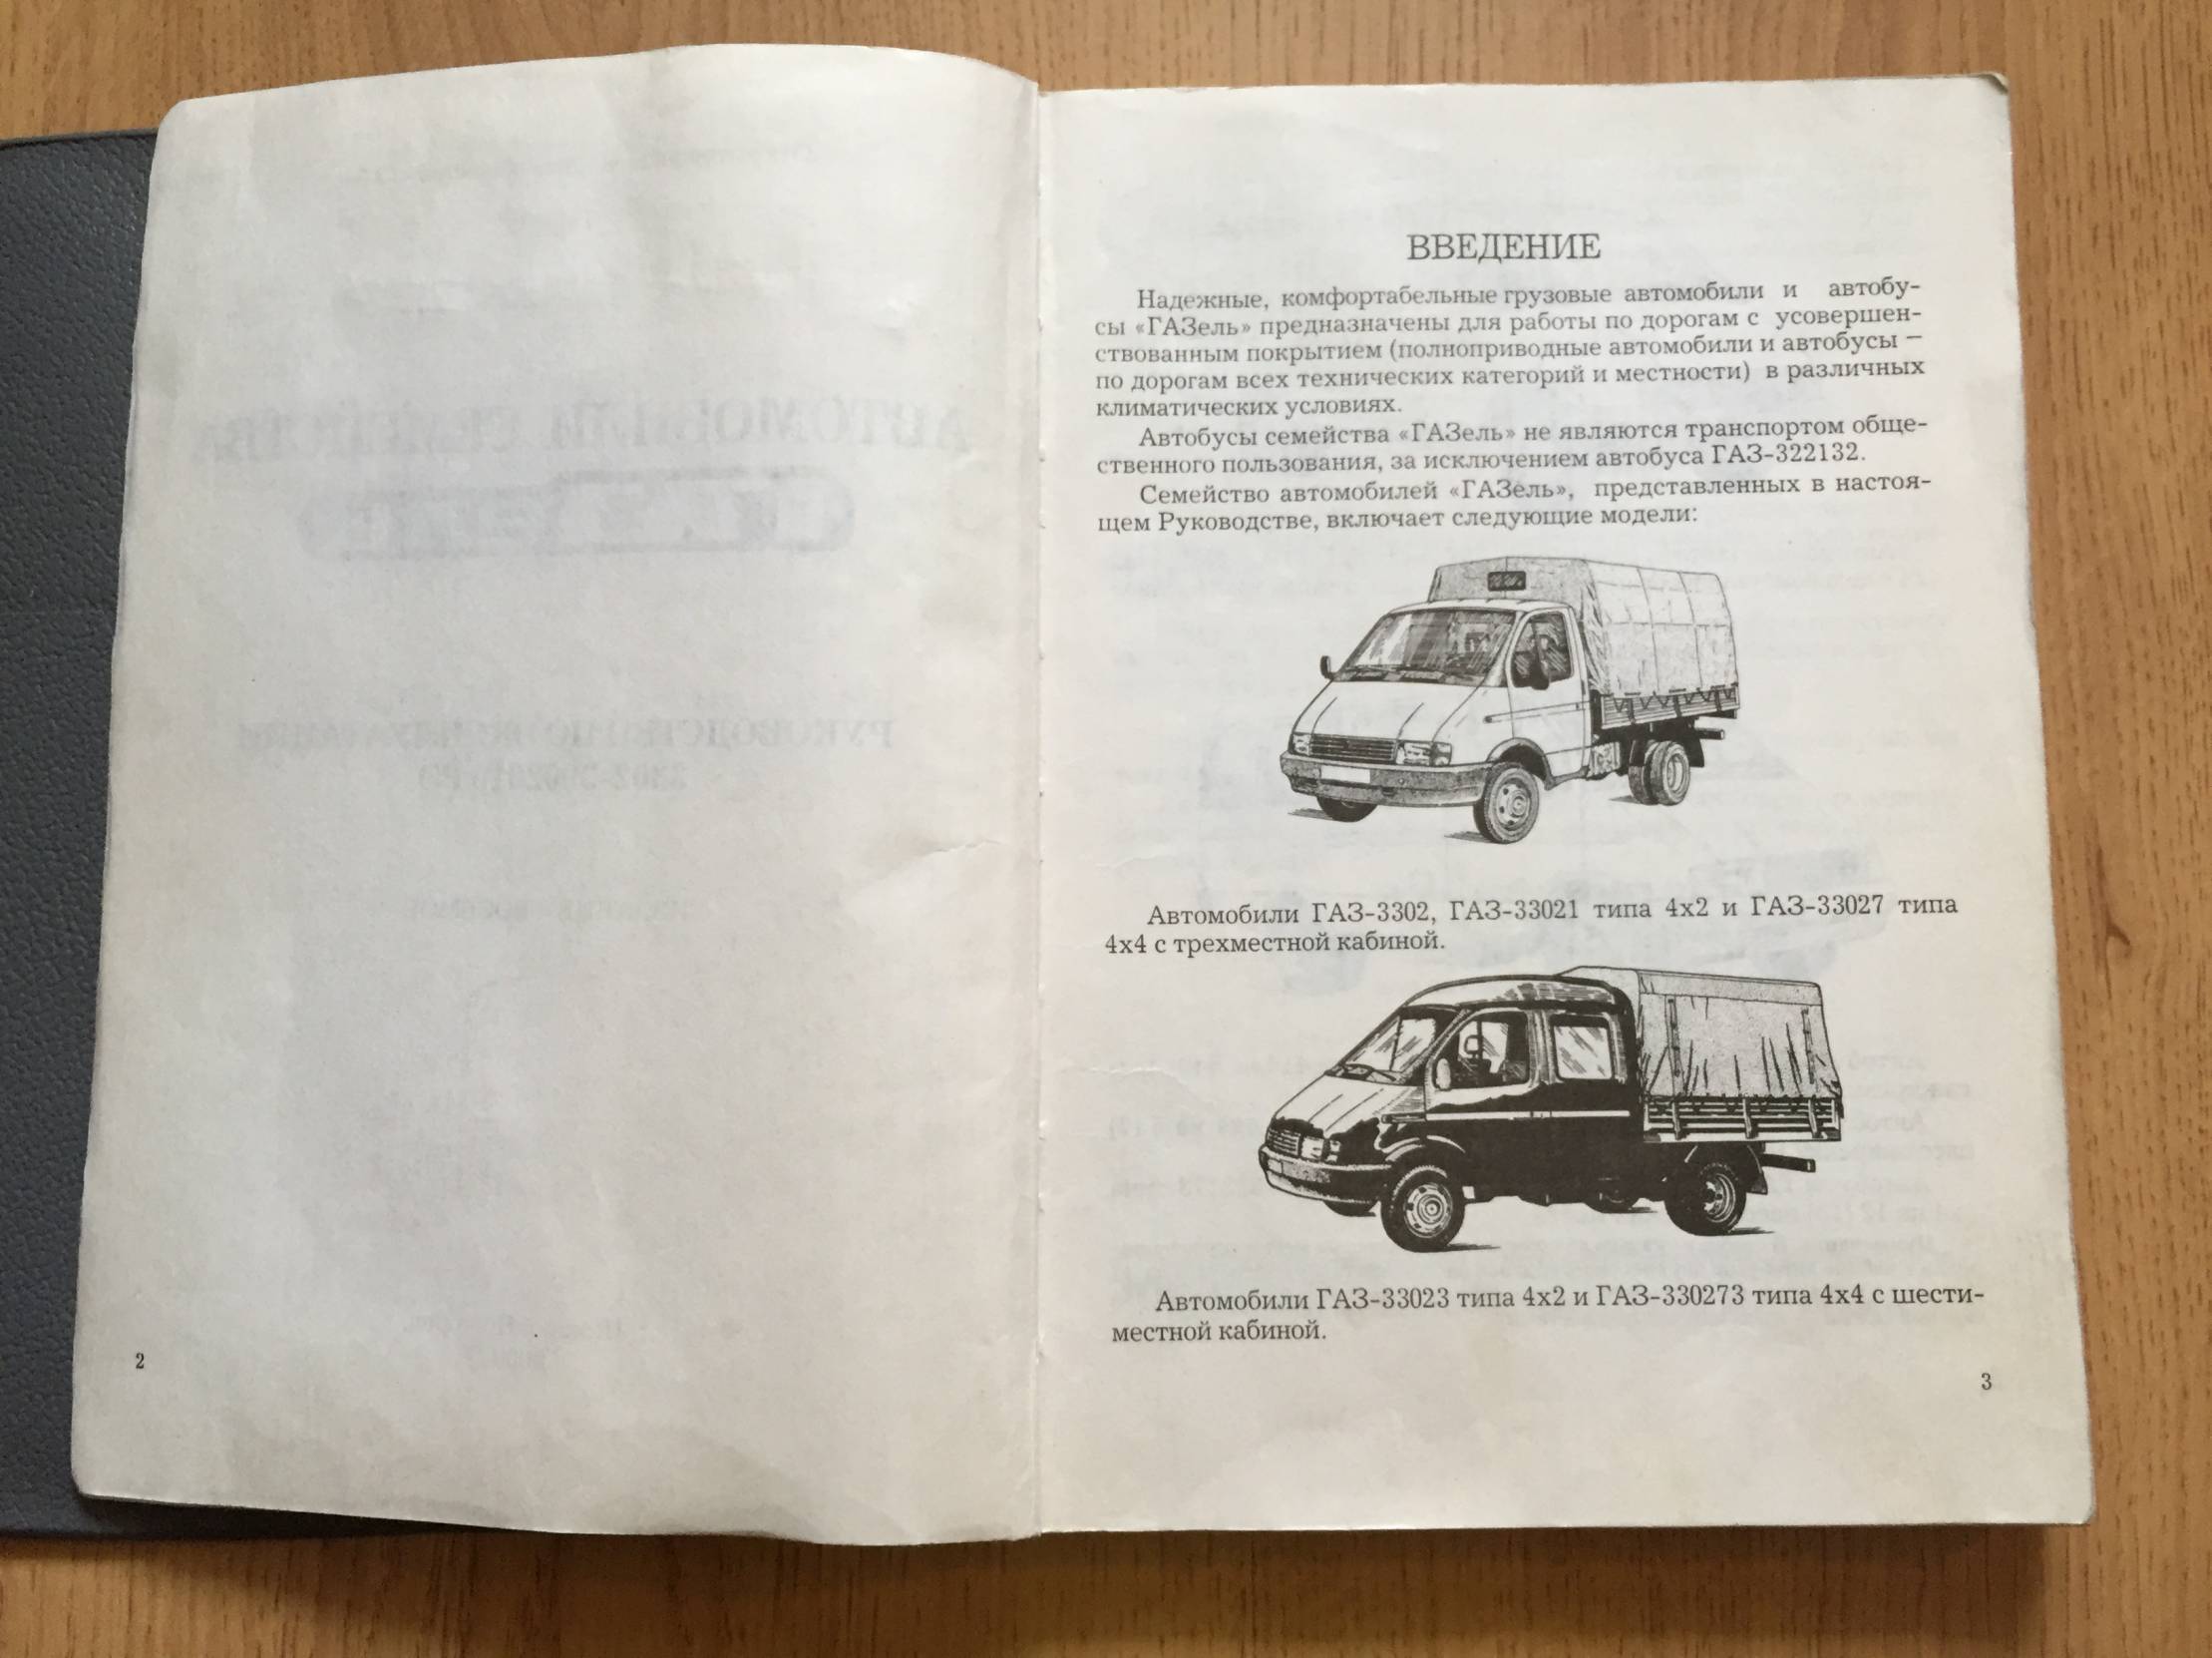 ВВЕДЕНИЕ
Надежные, комфортабельные грузовые автомобили и автобу-
сы «ГАЗель» предназначены для работы по дорогам с усовершен-
ствованным покрытием (полноприводные автомобили и автобусы —
по дорогам всех технических категорий и местности) в различных
климатических условиях.
Автобусы семейства «ГАЗель» не являются транспортом обще-
ственного пользования, за исключением автобуса ГАЗ-322132.
Семейство автомобилей «ГАЗель», представленных в настоя-
щем Руководстве, включает следующие модели:
Автомобили ГАЗ-3302, ГАЗ-33021 типа 4х2 и ГАЗ-33027 типа
4х4 с трехместной кабиной.
Автомобили ГАЗ-33023 типа 4х2 и ГАЗ-330273 типа 4х4 с шести-
местной кабиной.
2
3